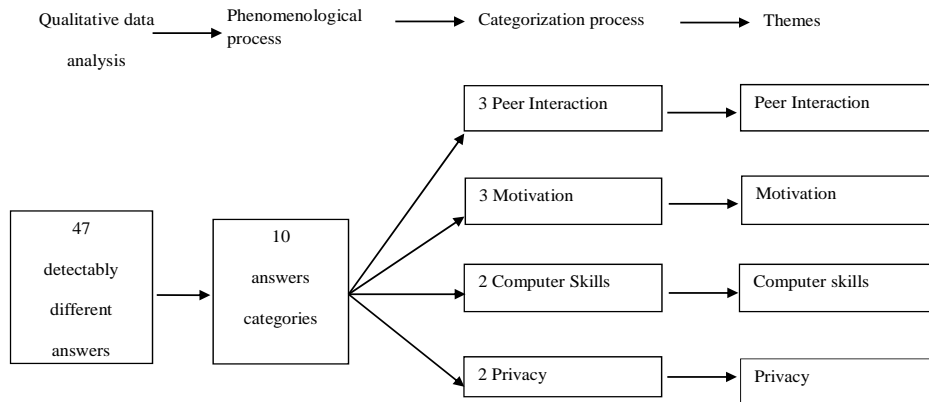 Qualitative data
analysis
Phenomenological
process
Categorization process
Themes
47
detectably
different
answers
10
answers
categories
3 Peer Interaction
Peer Interaction
3 Motivation
Motivation
2 Computer Skills
Computer skills
2 Privacy
Privacy